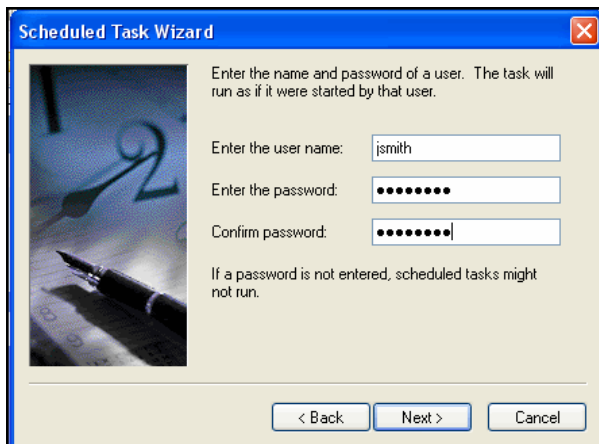 Scheduled Task Wizard
Enter the name and password of a user. The task will
run as if it were started by that user.
Enter the user name: jsmith
Enter the password: ●●●●●●●●
Confirm password: ●●●●●●●●
If a password is not entered, scheduled tasks might
not run.
< Back Next > Cancel